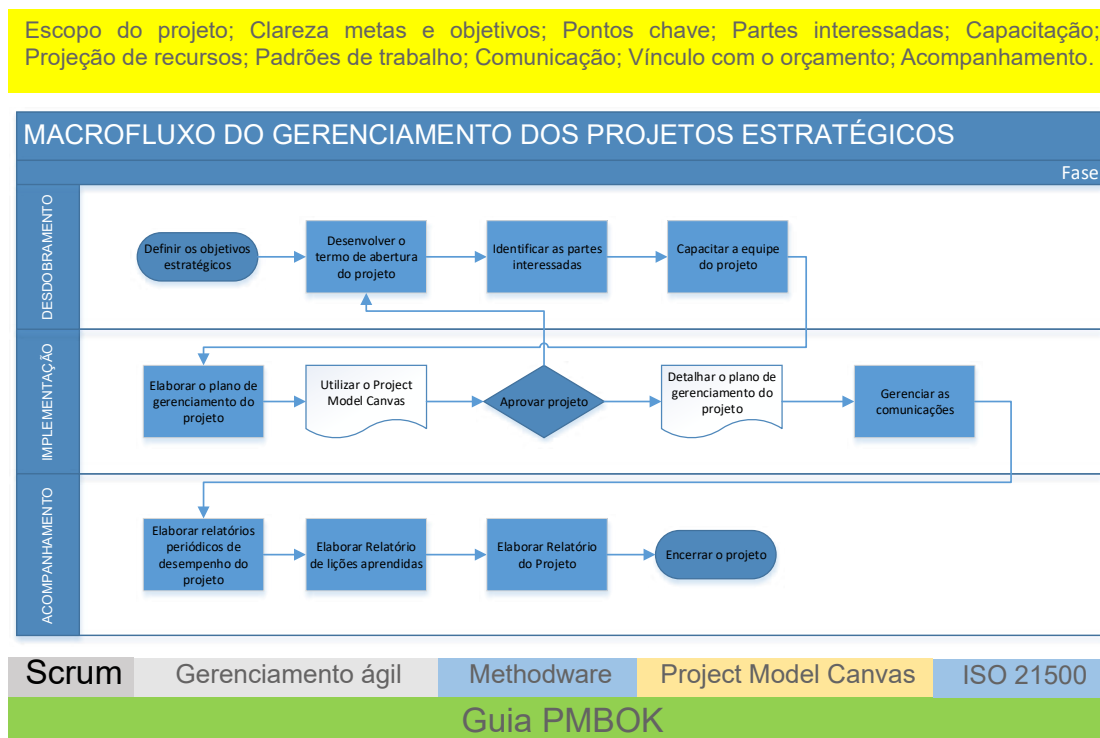 Escopo do projeto; Clareza metas e objetivos; Pontos chave; Partes interessadas; Capacitação;
Projeção de recursos; Padrões de trabalho; Comunicação; Vínculo com o orçamento; Acompanhamento.
MACROFLUXO DO GERENCIAMENTO DOS PROJETOS ESTRATÉGICOS
Fase
DESDOBRAMENTO
Definir os objetivos
estratégicos
Desenvolver o
termo de abertura
do projeto
Identificar as partes
interessadas
Capacitar a equipe
do projeto
IMPLEMENTAÇÃO
Elaborar o plano de
gerenciamento do
projeto
Utilizar o Project
Model Canvas
Aprovar projeto
Detalhar o plano de
gerenciamento do
projeto
Gerenciar as
comunicações
ACOMPANHAMENTO
Elaborar relatórios
periódicos de
desempenho do
projeto
Elaborar Relatório
de lições aprendidas
Elaborar Relatório
do Projeto
Encerrar o projeto
Scrum
Gerenciamento ágil
Methodware
Project Model Canvas
ISO 21500
Guia PMBOK